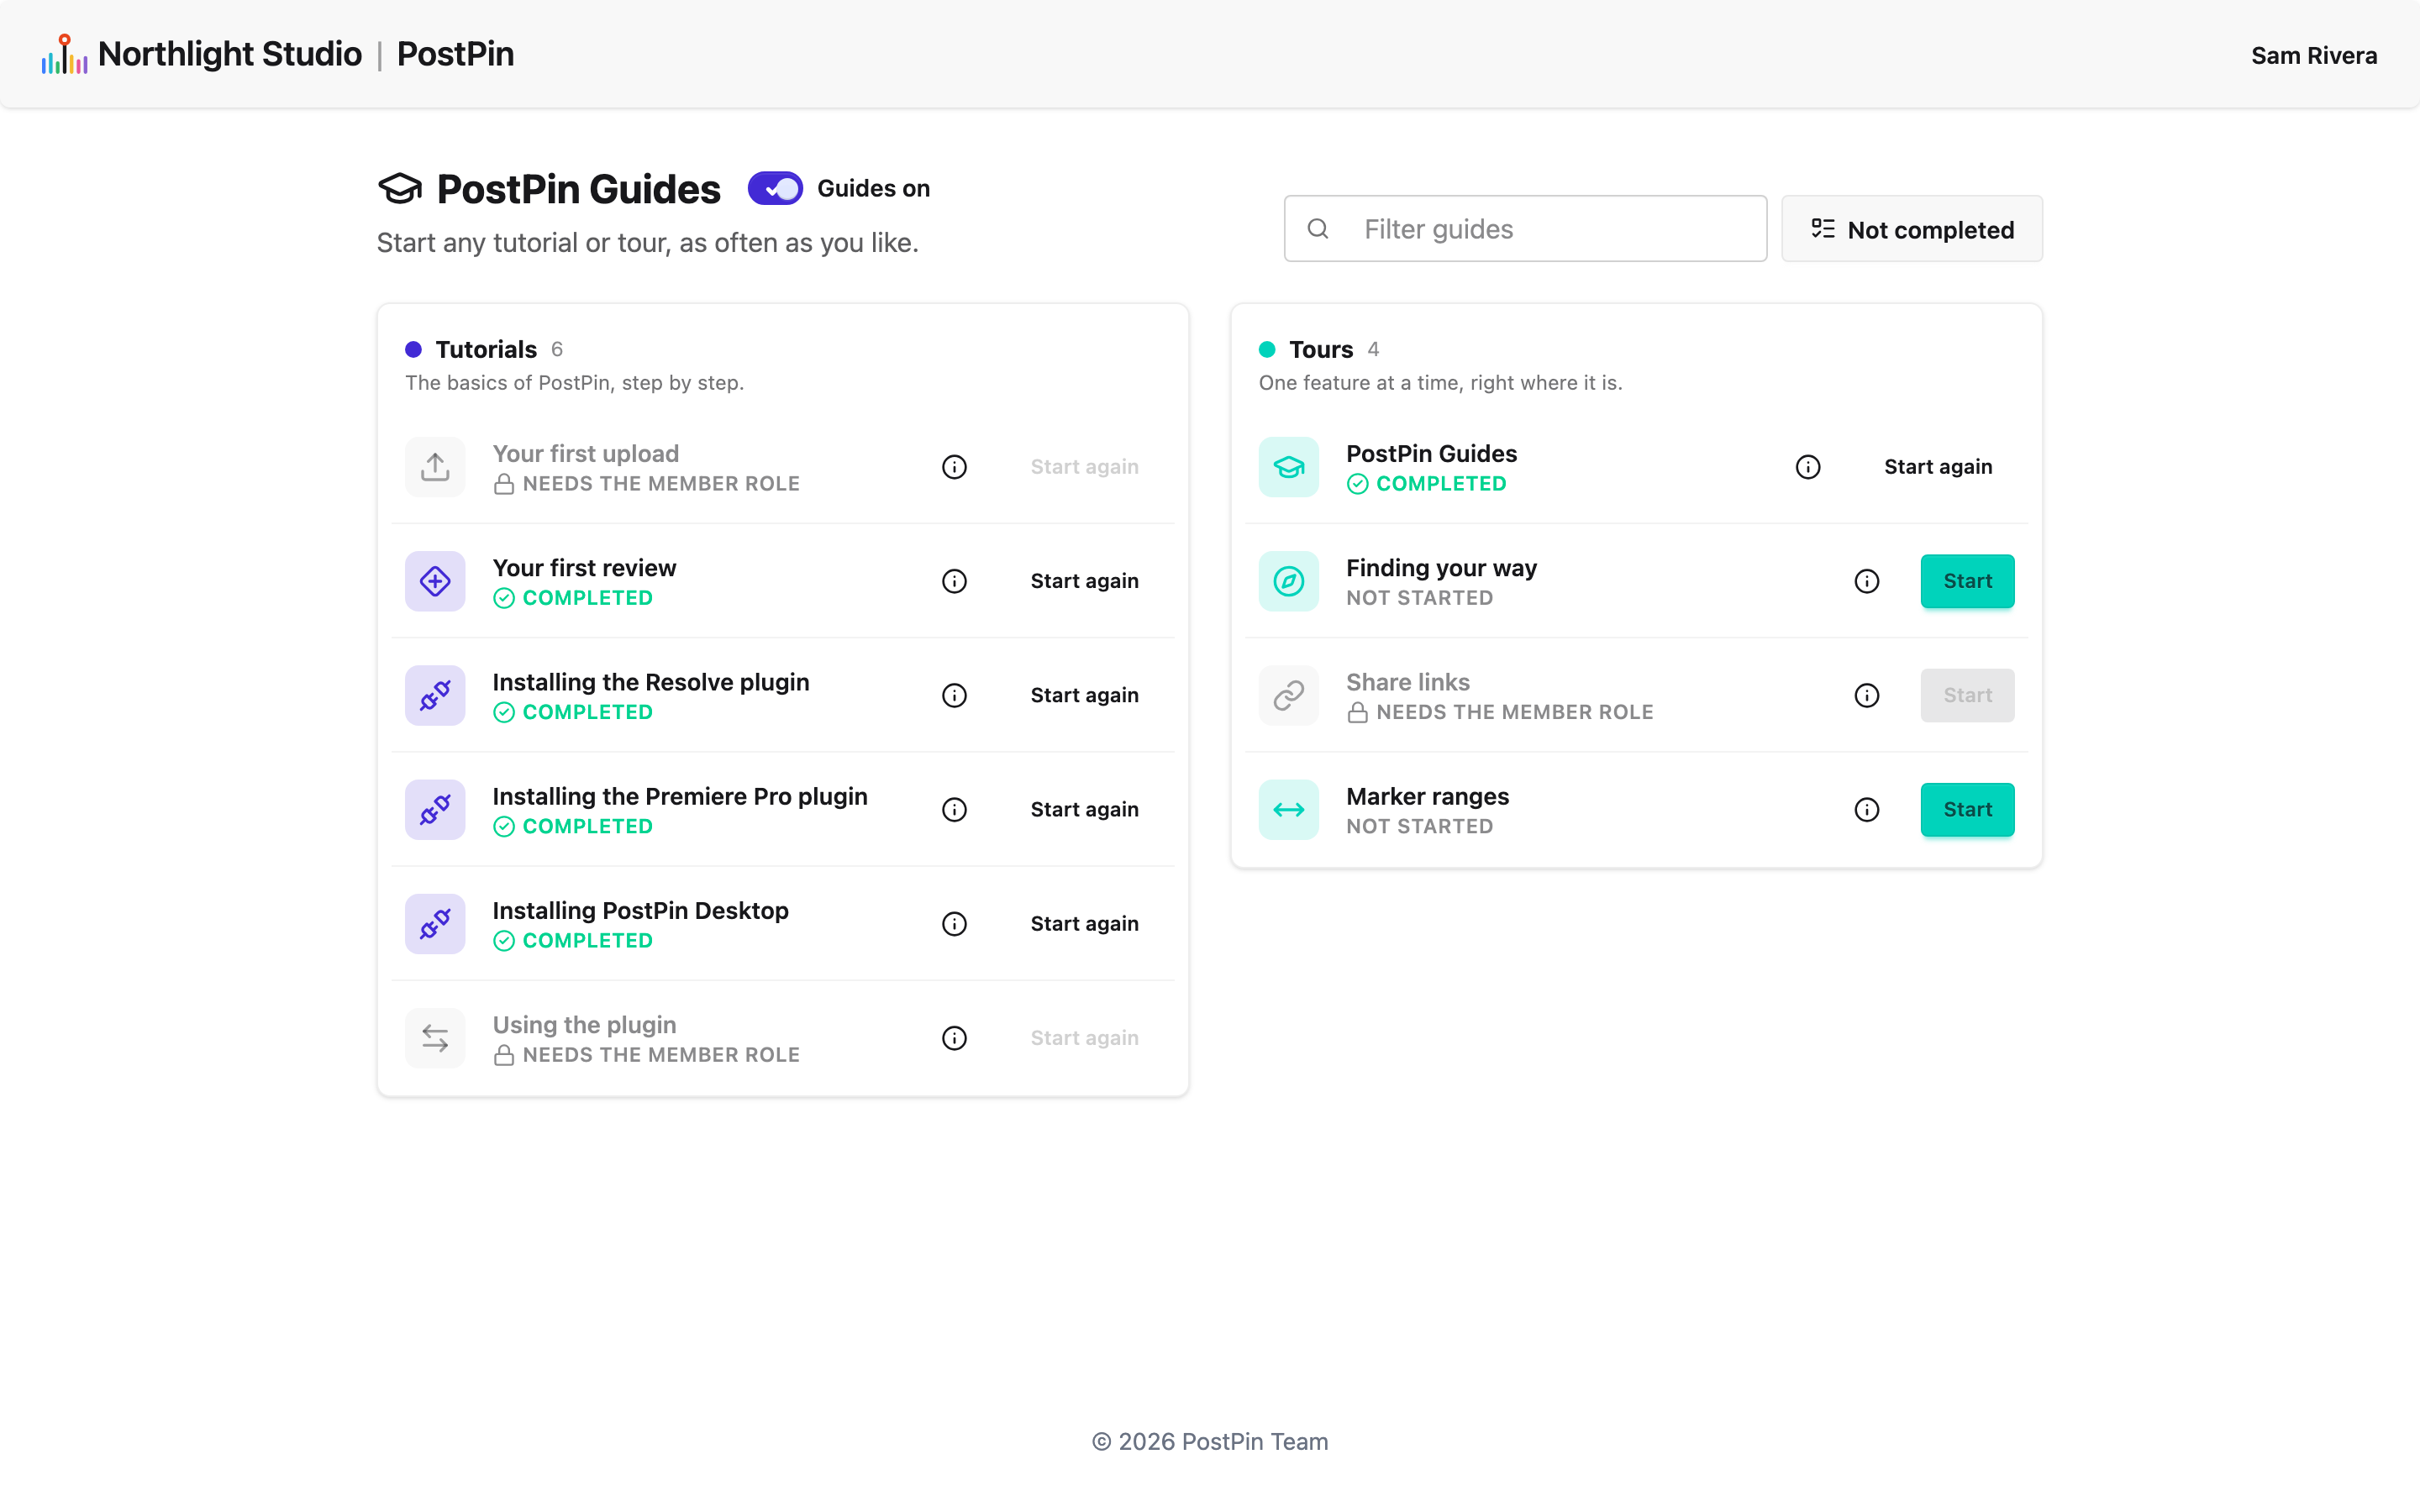 Northlight Studio | PostPin
Sam Rivera
PostPin Guides
Guides on
Start any tutorial or tour, as often as you like.
Filter guides
Not completed
Tutorials 6
The basics of PostPin, step by step.
Your first upload
NEEDS THE MEMBER ROLE
Start again
Your first review
COMPLETED
Start again
Installing the Resolve plugin
COMPLETED
Start again
Installing the Premiere Pro plugin
COMPLETED
Start again
Installing PostPin Desktop
COMPLETED
Start again
Using the plugin
NEEDS THE MEMBER ROLE
Start again
Tours 4
One feature at a time, right where it is.
PostPin Guides
COMPLETED
Start again
Finding your way
NOT STARTED
Start
Share links
NEEDS THE MEMBER ROLE
Start
Marker ranges
NOT STARTED
Start
© 2026 PostPin Team